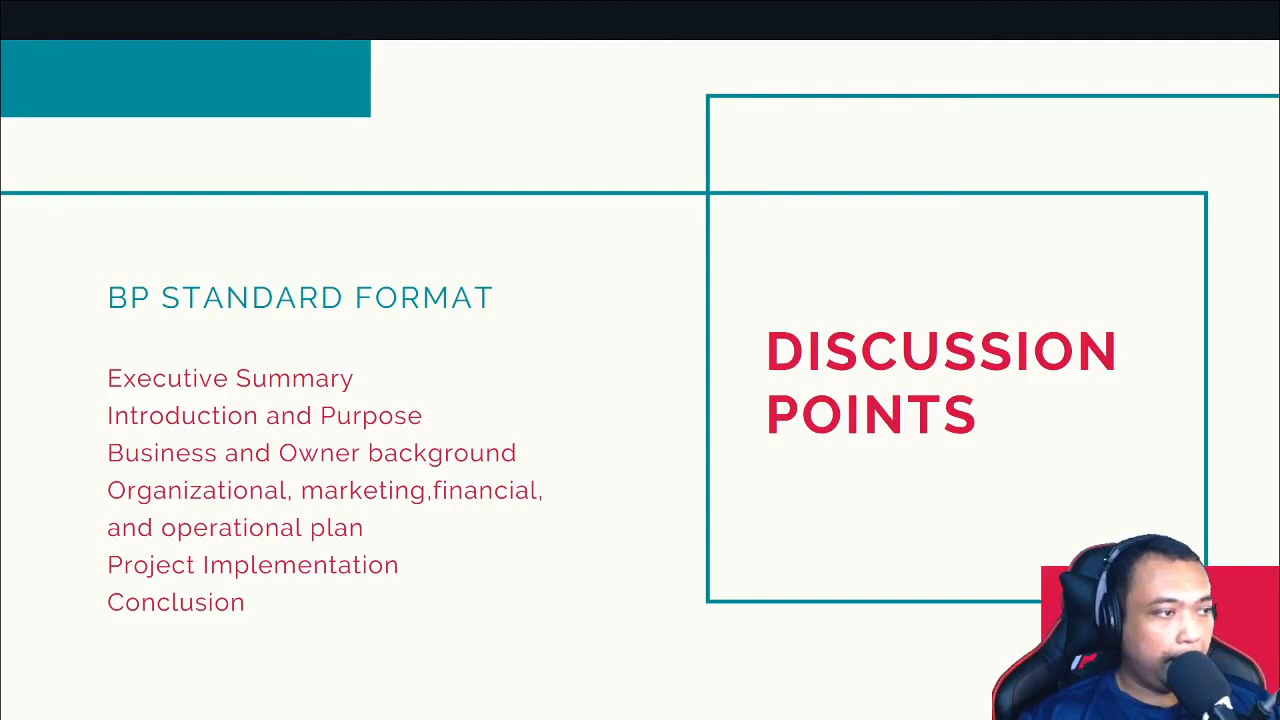 BP STANDARD FORMAT
Executive Summary
Introduction and Purpose
Business and Owner background
Organizational, marketing,financial,
and operational plan
Project Implementation
Conclusion
DISCUSSION
POINTS